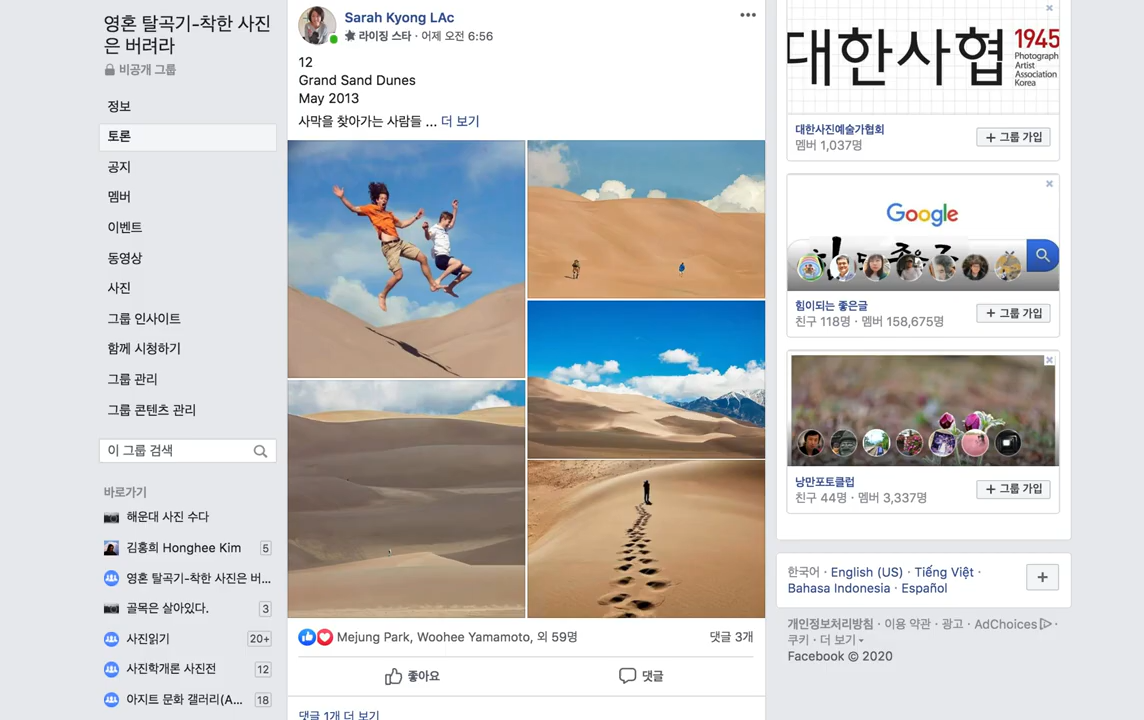 영혼 탈곡기-착한 사진
은 버려라
비공개 그룹
정보
토론
공지
멤버
이벤트
동영상
사진
그룹 인사이트
함께 시청하기
그룹 관리
그룹 콘텐츠 관리
이 그룹 검색
바로가기
해운대 사진 수다
김홍희 Honghee Kim 5
영혼 탈곡기-착한 사진은 버...
골목은 살아있다. 3
사진읽기 20+
사진학개론 사진전 12
아지트 문화 갤러리(A... 18
Sarah Kyong LAc
라이징 스타 · 어제 오전 6:56
12
Grand Sand Dunes
May 2013
사막을 찾아가는 사람들 ... 더 보기
Mejung Park, Woohee Yamamoto, 외 59명 댓글 3개
좋아요 댓글
댓글 1개 더 보기
대한사협 1945
Photograph
Artist
Association
Korea
대한사진예술가협회
멤버 1,037명
+ 그룹 가입
Google
힘이되는 좋은글
친구 118명 · 멤버 158,675명
+ 그룹 가입
낭만포토클럽
친구 44명 · 멤버 3,337명
+ 그룹 가입
한국어 · English (US) · Tiếng Việt ·
Bahasa Indonesia · Español
개인정보처리방침 · 이용 약관 · 광고 · AdChoices ·
쿠키 · 더 보기
Facebook © 2020